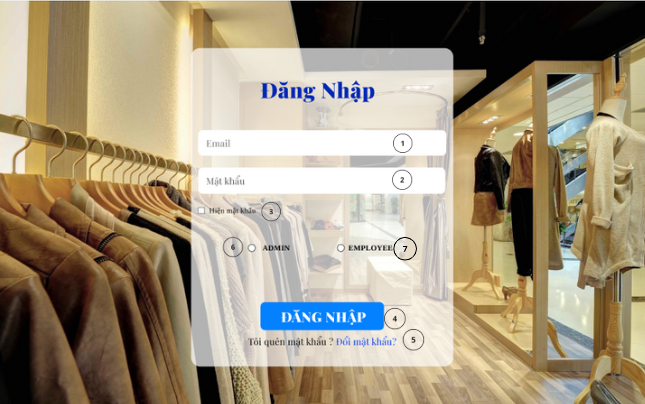 Đăng Nhập
Email 1
Mật khẩu 2
Hiện mật khẩu 3
6 ADMIN EMPLOYEE 7
ĐĂNG NHẬP 4
Tôi quên mật khẩu ? Đổi mật khẩu? 5